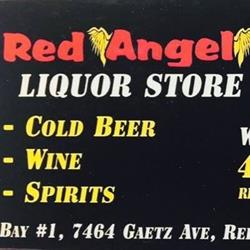 Red Angel
LIQUOR STORE
- COLD BEER
- WINE
- SPIRITS
BAY #1, 7464 GAETZ AVE,